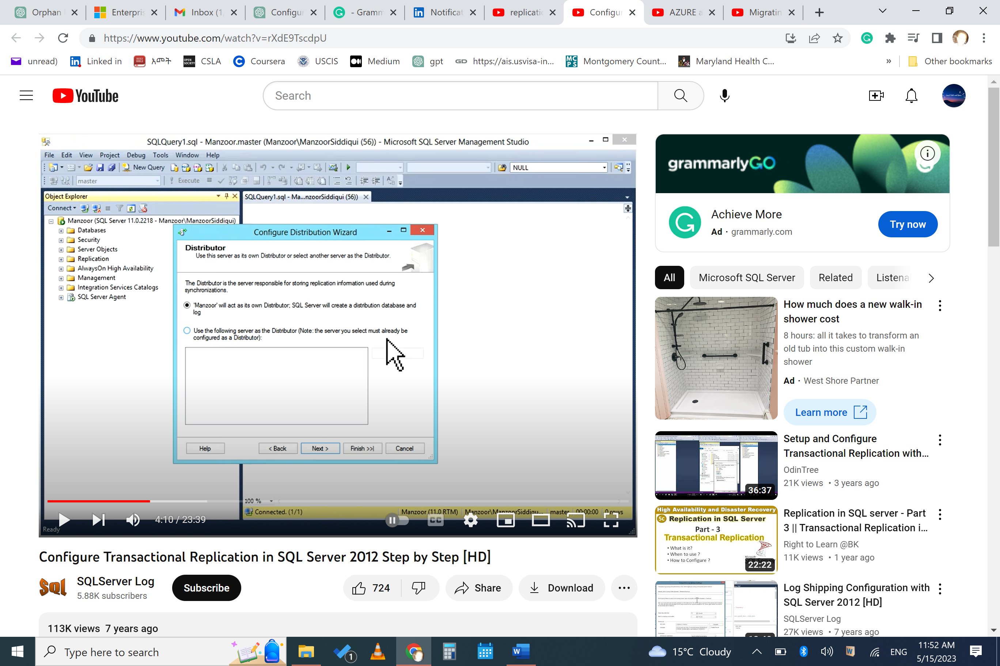 Orphan
Enterpris
Inbox (1,
Configur
- Gramm
Notificat
replicatio
Configur
AZURE a
Migratin
https://www.youtube.com/watch?v=rXdE9TscdpU
unread)
Linked in
አሙት
CSLA
Coursera
USCIS
Medium
gpt
https://ais.usvisa-in...
Montgomery Count...
Maryland Health C...
»
Other bookmarks
YouTube
Search
SQLQuery1.sql - Manzoor.master (Manzoor\ManzoorSiddiqui (56)) - Microsoft SQL Server Management Studio
File Edit View Project Debug Tools Window Help
New Query
NULL
master
Execute
Object Explorer
SQLQuery1.sql - Ma...nzoorSiddiqui (56))
Connect
Manzoor (SQL Server 11.0.2218 - Manzoor\ManzoorSiddiqui)
Databases
Security
Server Objects
Replication
AlwaysOn High Availability
Management
Integration Services Catalogs
SQL Server Agent
Configure Distribution Wizard
Distributor
Use this server as its own Distributor or select another server as the Distributor.
The Distributor is the server responsible for storing replication information used during
synchronizations.
'Manzoor' will act as its own Distributor; SQL Server will create a distribution database and
log
Use the following server as the Distributor (Note: the server you select must already be
configured as a Distributor):
Help
< Back
Next >
Finish >>|
Cancel
100 %
Connected. (1/1)
Manzoor (11.0 RTM)
Manzoor\ManzoorSiddiqu...
master
00:00:00
0 rows
4:10 / 23:39
CC
Ready
Configure Transactional Replication in SQL Server 2012 Step by Step [HD]
Sql
SQLServer Log
5.88K subscribers
Subscribe
724
Share
Download
113K views 7 years ago
grammarlyGO
Achieve More
Ad · grammarly.com
Try now
All
Microsoft SQL Server
Related
Listena
How much does a new walk-in
shower cost
8 hours: all it takes to transform an
old tub into this custom walk-in
shower
Ad · West Shore Partner
Learn more
36:37
Setup and Configure
Transactional Replication with...
OdinTree
21K views • 3 years ago
High Availability and Disaster Recovery
5c Replication in SQL Server
Part - 3
Transactional Replication
• What is it?
• When to use ?
• How to Configure ?
Microsoft
SQL Server
22:22
Replication in SQL server - Part
3 || Transactional Replication i...
Right to Learn @BK
11K views • 1 year ago
Log Shipping Configuration with
SQL Server 2012 [HD]
SQLServer Log
27K views • 7 years ago
Type here to search
1
15°C Cloudy
ENG
11:52 AM
5/15/2023